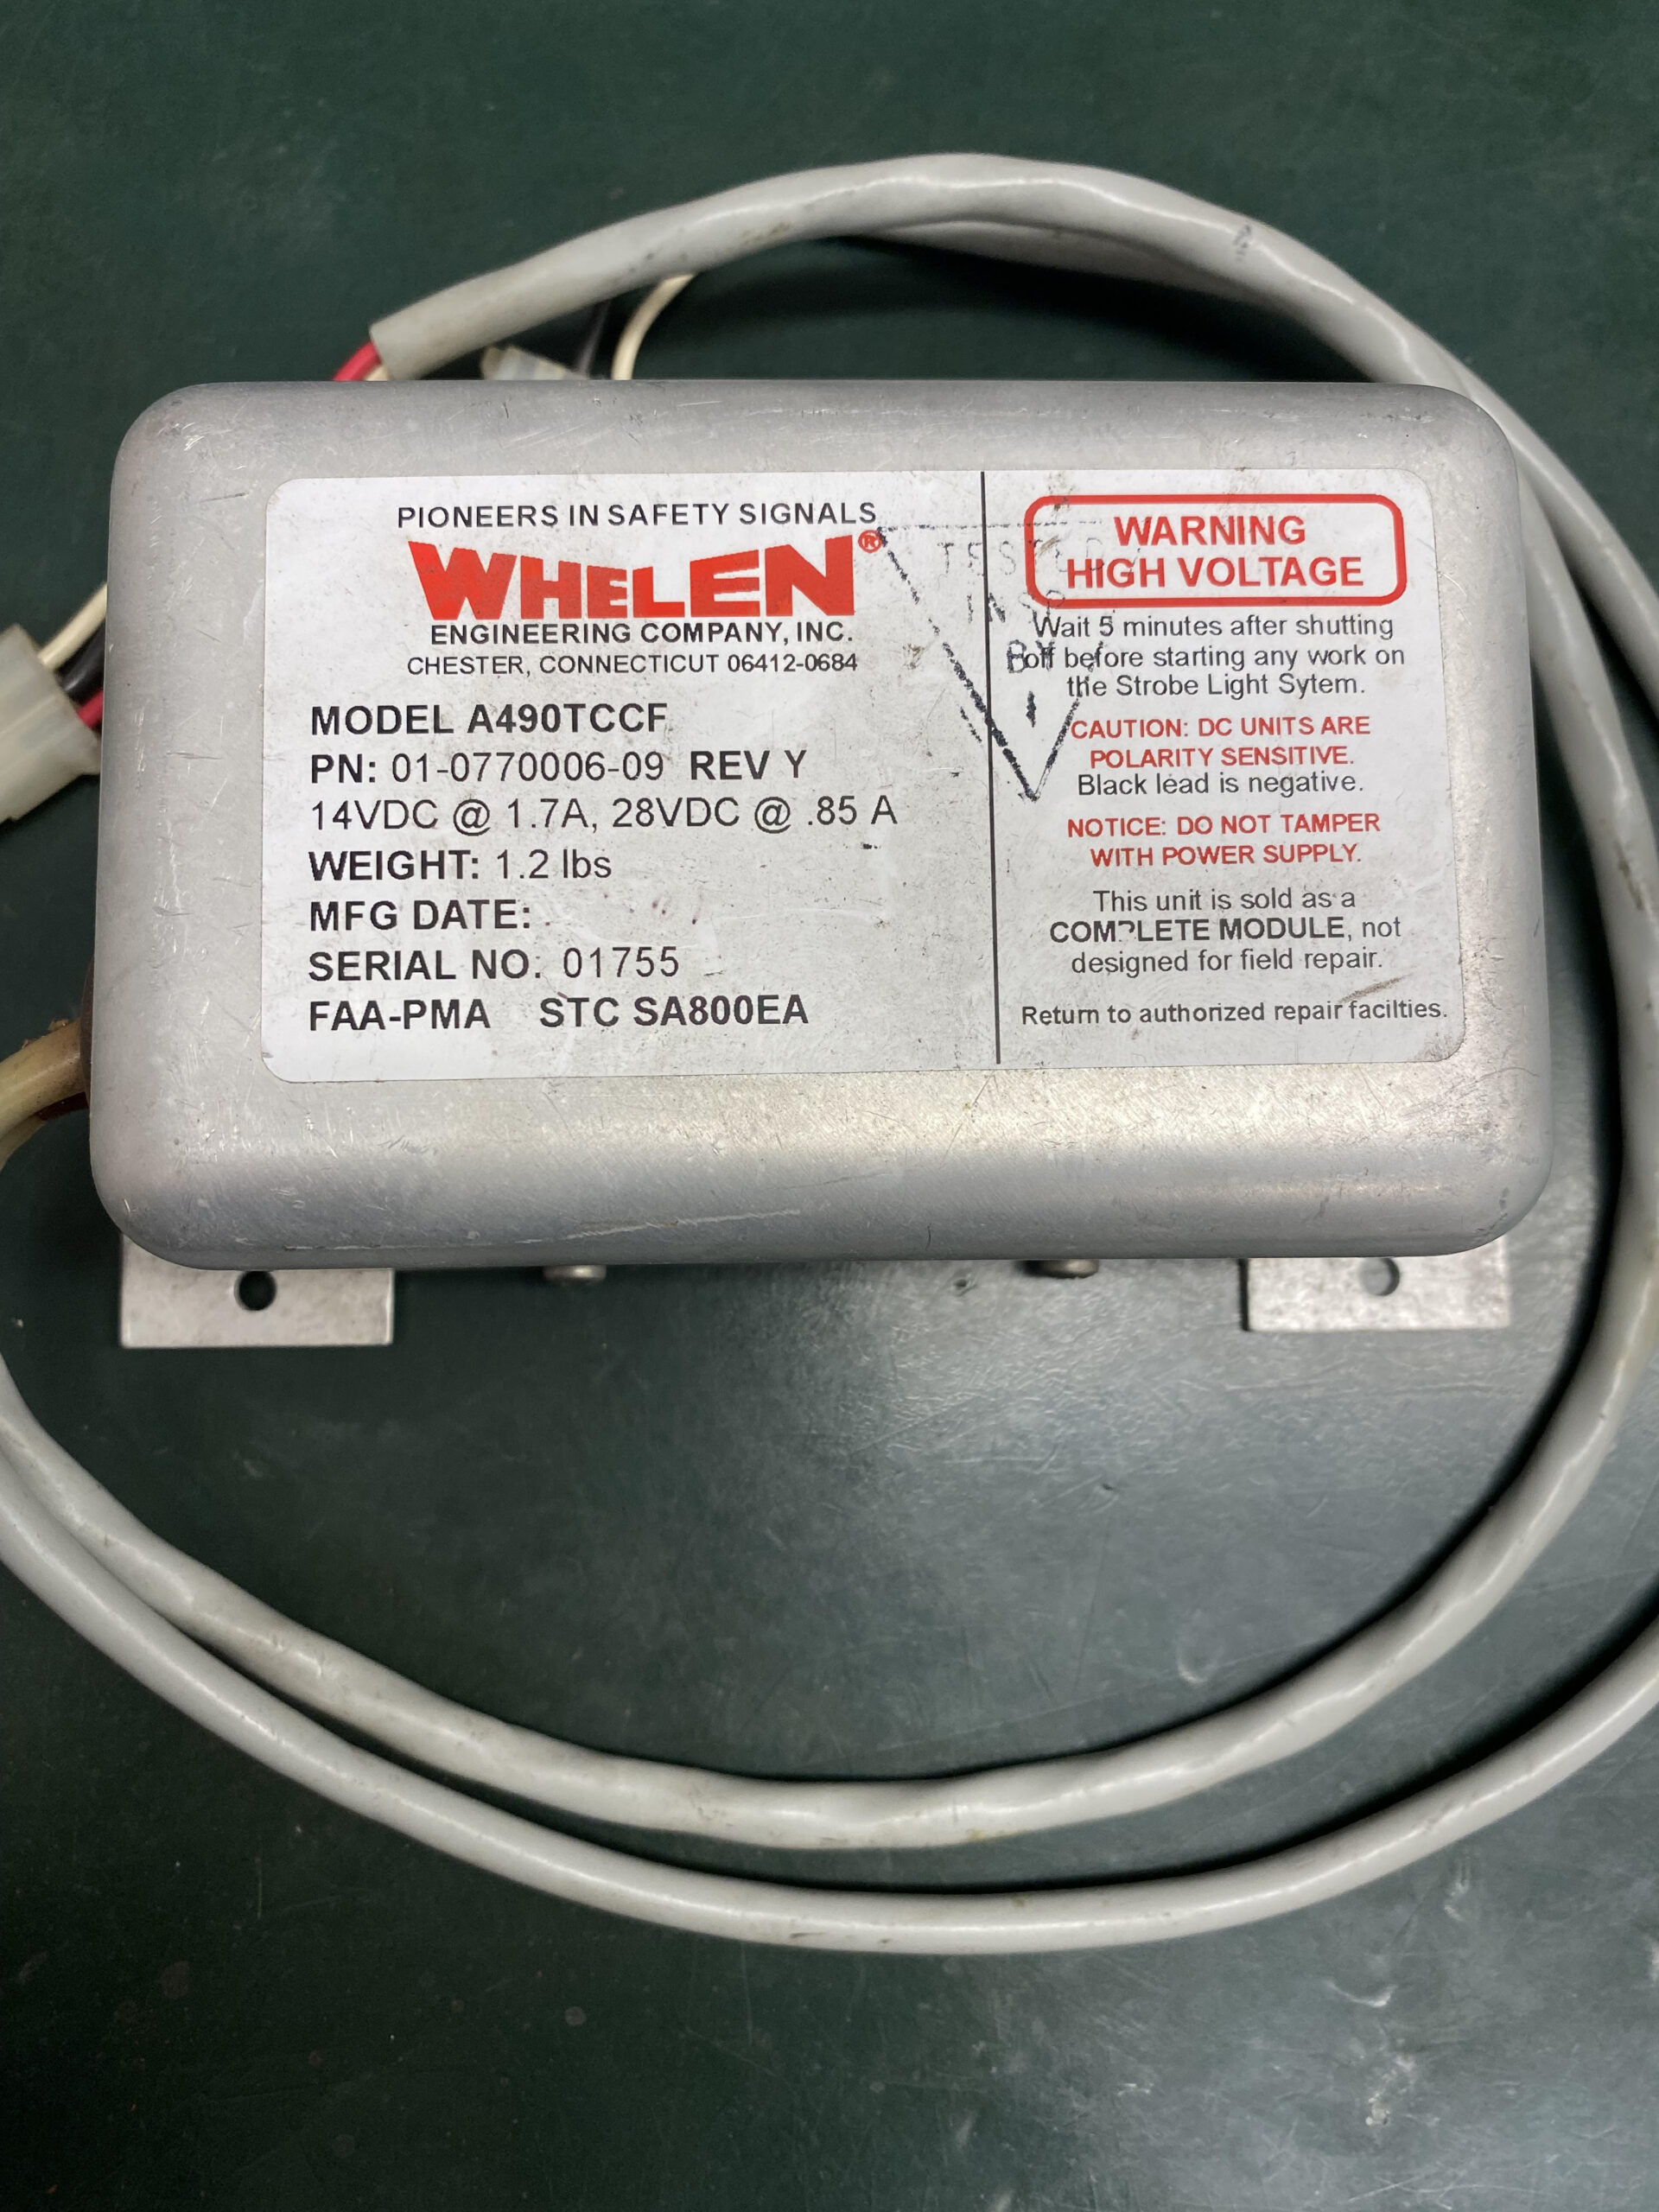 PIONEERS IN SAFETY SIGNALS
WHELEN®
ENGINEERING COMPANY, INC.
CHESTER, CONNECTICUT 06412-0684
MODEL A490TCCF
PN: 01-0770006-09 REV Y
14VDC @ 1.7A, 28VDC @ .85 A
WEIGHT: 1.2 lbs
MFG DATE:
SERIAL NO. 01755
FAA-PMA STC SA800EA
TESTED
INSP
BY
WARNING
HIGH VOLTAGE
Wait 5 minutes after shutting
off before starting any work on
the Strobe Light Sytem.
CAUTION: DC UNITS ARE
POLARITY SENSITIVE.
Black lead is negative.
NOTICE: DO NOT TAMPER
WITH POWER SUPPLY.
This unit is sold as a
COMPLETE MODULE, not
designed for field repair.
Return to authorized repair facilties.